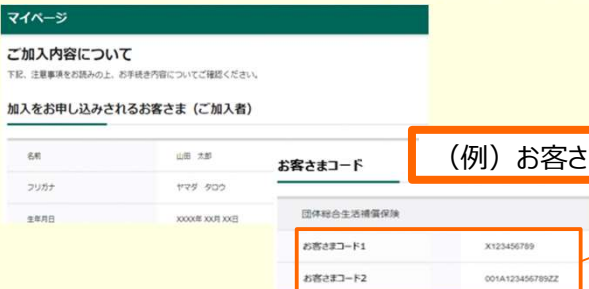 マイページ
ご加入内容について
下記、注意事項をお読みの上、お手続き内容についてご確認ください。
加入をお申し込みされるお客さま（ご加入者）
名前 山田 太郎
フリガナ ヤマダ タロウ
生年月日 XXXX年 XX月 XX日
お客さまコード
（例）お客さ
団体総合生活補償保険
お客さまコード1 X123456789
お客さまコード2 001A123456789ZZ